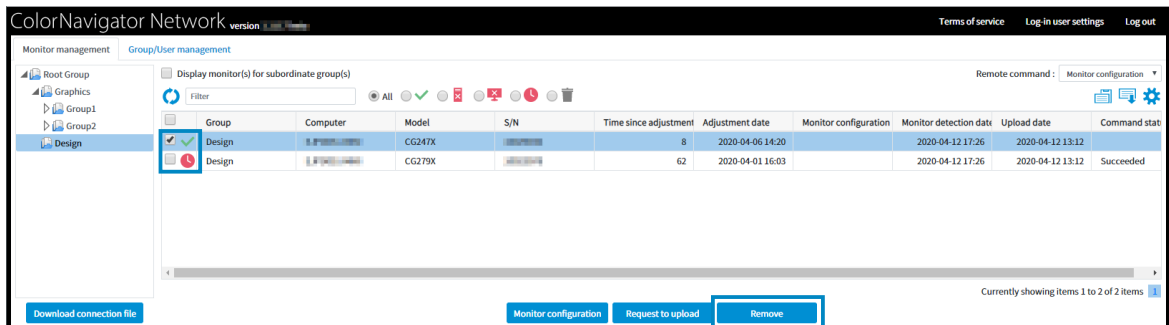 ColorNavigator Network version
Terms of service Log-in user settings Log out
Monitor management Group/User management
Root Group
Graphics
Group1
Group2
Design
Display monitor(s) for subordinate group(s)
Remote command : Monitor configuration
Filter All
Group Computer Model S/N Time since adjustment Adjustment date Monitor configuration Monitor detection date Upload date Command stat
Design CG247X 8 2020-04-06 14:20 2020-04-12 17:26 2020-04-12 13:12
Design CG279X 62 2020-04-01 16:03 2020-04-12 17:26 2020-04-12 13:12 Succeeded
Currently showing items 1 to 2 of 2 items 1
Download connection file Monitor configuration Request to upload Remove